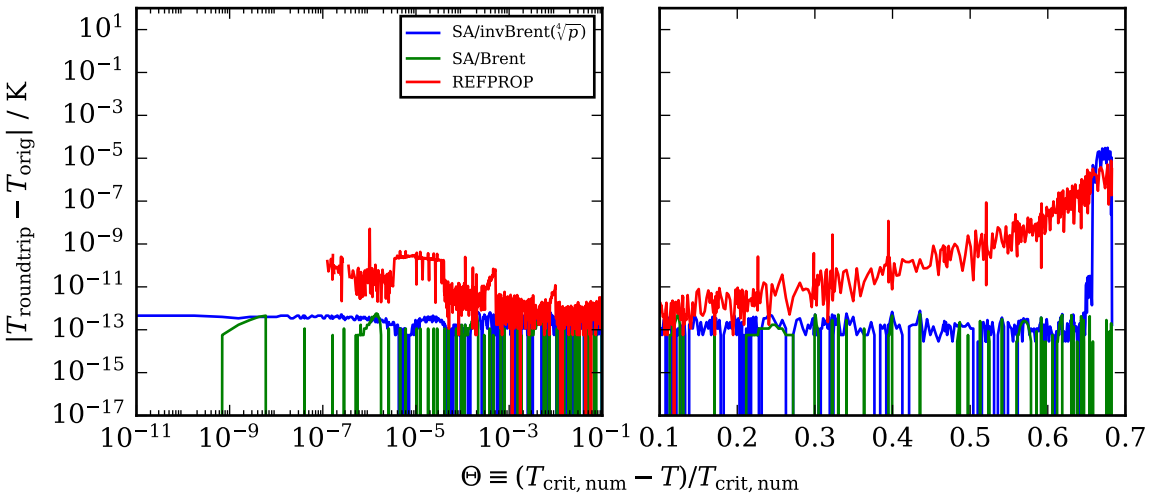 |T_roundtrip − T_orig| / K
10^1
10^−1
10^−3
10^−5
10^−7
10^−9
10^−11
10^−13
10^−15
10^−17
SA/invBrent(∜p)
SA/Brent
REFPROP
10^−11 10^−9 10^−7 10^−5 10^−3 10^−1
0.1 0.2 0.3 0.4 0.5 0.6 0.7
Θ ≡ (T_crit, num − T)/T_crit, num